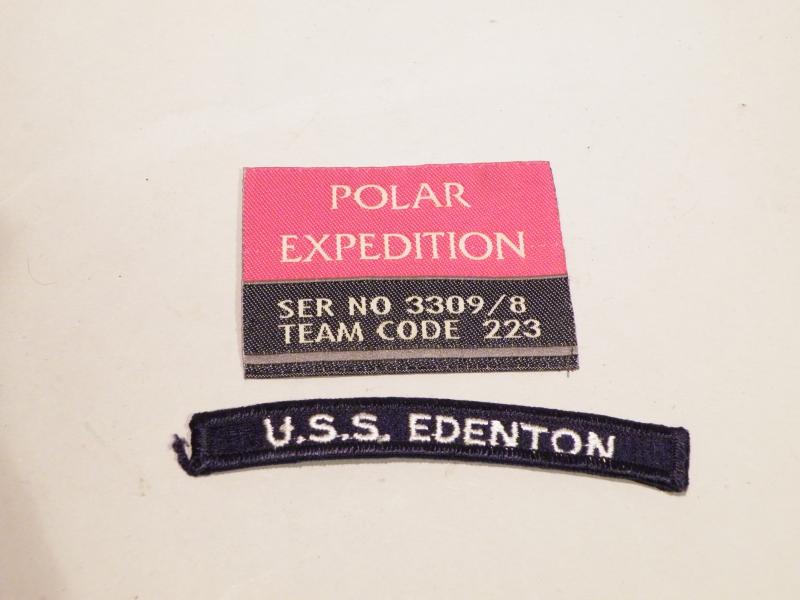 POLAR
EXPEDITION
SER NO 3309/8
TEAM CODE 223
U.S.S. EDENTON